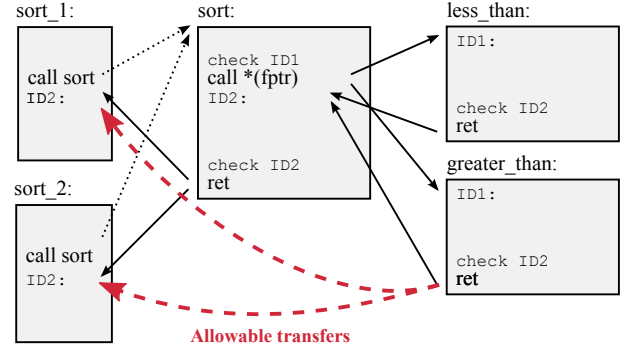 sort_1:
call sort
ID2:
sort_2:
call sort
ID2:
sort:
check ID1
call *(fptr)
ID2:
check ID2
ret
less_than:
ID1:
check ID2
ret
greater_than:
ID1:
check ID2
ret
Allowable transfers